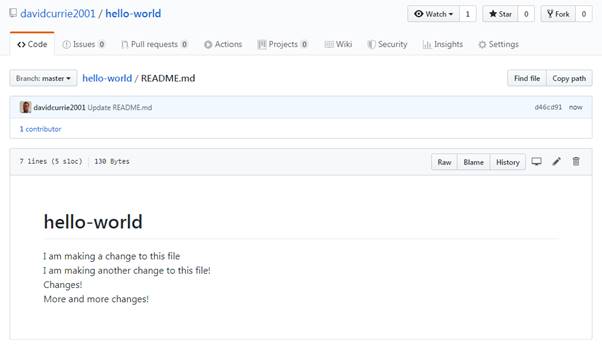 davidcurrie2001 / hello-world
Watch 1 Star 0 Fork 0
Code Issues 0 Pull requests 0 Actions Projects 0 Wiki Security Insights Settings
Branch: master hello-world / README.md Find file Copy path
davidcurrie2001 Update README.md d46cd91 now
1 contributor
7 lines (5 sloc) 130 Bytes Raw Blame History
hello-world
I am making a change to this file
I am making another change to this file!
Changes!
More and more changes!